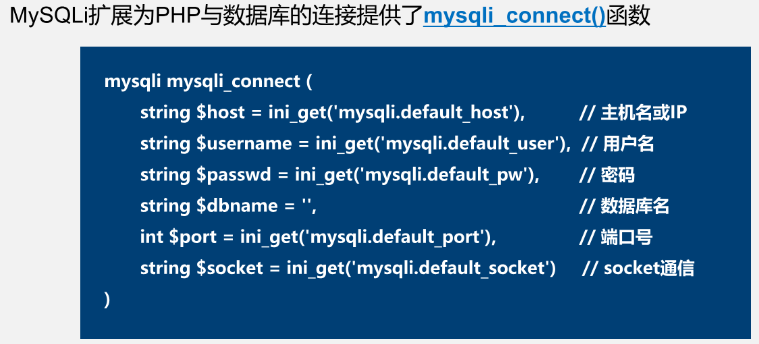 MySQLi扩展为PHP与数据库的连接提供了mysqli_connect()函数
mysqli mysqli_connect (
string $host = ini_get('mysqli.default_host'), // 主机名或IP
string $username = ini_get('mysqli.default_user'), // 用户名
string $passwd = ini_get('mysqli.default_pw'), // 密码
string $dbname = '', // 数据库名
int $port = ini_get('mysqli.default_port'), // 端口号
string $socket = ini_get('mysqli.default_socket') // socket通信
)